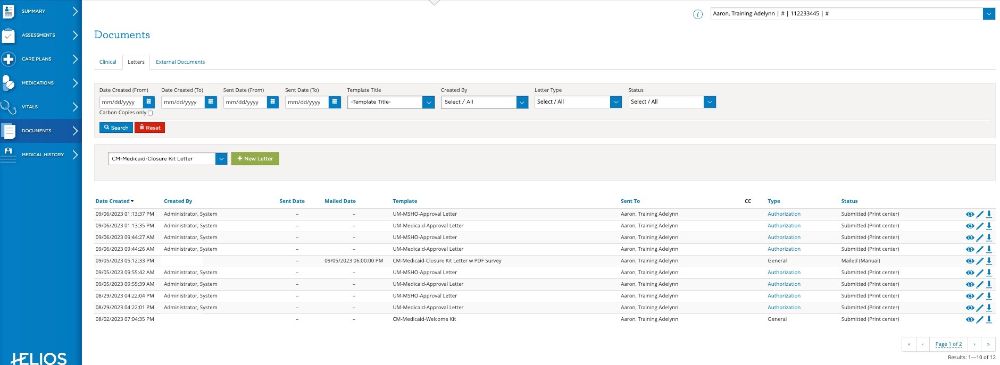 SUMMARY
ASSESSMENTS
CARE PLANS
MEDICATIONS
VITALS
DOCUMENTS
MEDICAL HISTORY
HELIOS
i Aaron, Training Adelynn | # | 112233445 | #
Documents
Clinical Letters External Documents
Date Created (From) Date Created (To) Sent Date (From) Sent Date (To) Template Title Created By Letter Type Status
mm/dd/yyyy mm/dd/yyyy mm/dd/yyyy mm/dd/yyyy -Template Title- Select / All Select / All Select / All
Carbon Copies only
Search Reset
CM-Medicaid-Closure Kit Letter + New Letter
Date Created Created By Sent Date Mailed Date Template Sent To CC Type Status
09/06/2023 01:13:37 PM Administrator, System – – UM-MSHO-Approval Letter Aaron, Training Adelynn Authorization Submitted (Print center)
09/06/2023 01:13:35 PM Administrator, System – – UM-Medicaid-Approval Letter Aaron, Training Adelynn Authorization Submitted (Print center)
09/06/2023 09:44:27 AM Administrator, System – – UM-MSHO-Approval Letter Aaron, Training Adelynn Authorization Submitted (Print center)
09/06/2023 09:44:26 AM Administrator, System – – UM-Medicaid-Approval Letter Aaron, Training Adelynn Authorization Submitted (Print center)
09/05/2023 05:12:33 PM – 09/05/2023 06:00:00 PM CM-Medicaid-Closure Kit Letter w PDF Survey Aaron, Training Adelynn General Mailed (Manual)
09/05/2023 09:55:42 AM Administrator, System – – UM-MSHO-Approval Letter Aaron, Training Adelynn Authorization Submitted (Print center)
09/05/2023 09:55:39 AM Administrator, System – – UM-Medicaid-Approval Letter Aaron, Training Adelynn Authorization Submitted (Print center)
08/29/2023 04:22:04 PM Administrator, System – – UM-MSHO-Approval Letter Aaron, Training Adelynn Authorization Submitted (Print center)
08/29/2023 04:22:01 PM Administrator, System – – UM-Medicaid-Approval Letter Aaron, Training Adelynn Authorization Submitted (Print center)
08/02/2023 07:04:35 PM – – CM-Medicaid-Welcome Kit Aaron, Training Adelynn General Submitted (Print center)
« ‹ Page 1 of 2 › »
Results: 1—10 of 12